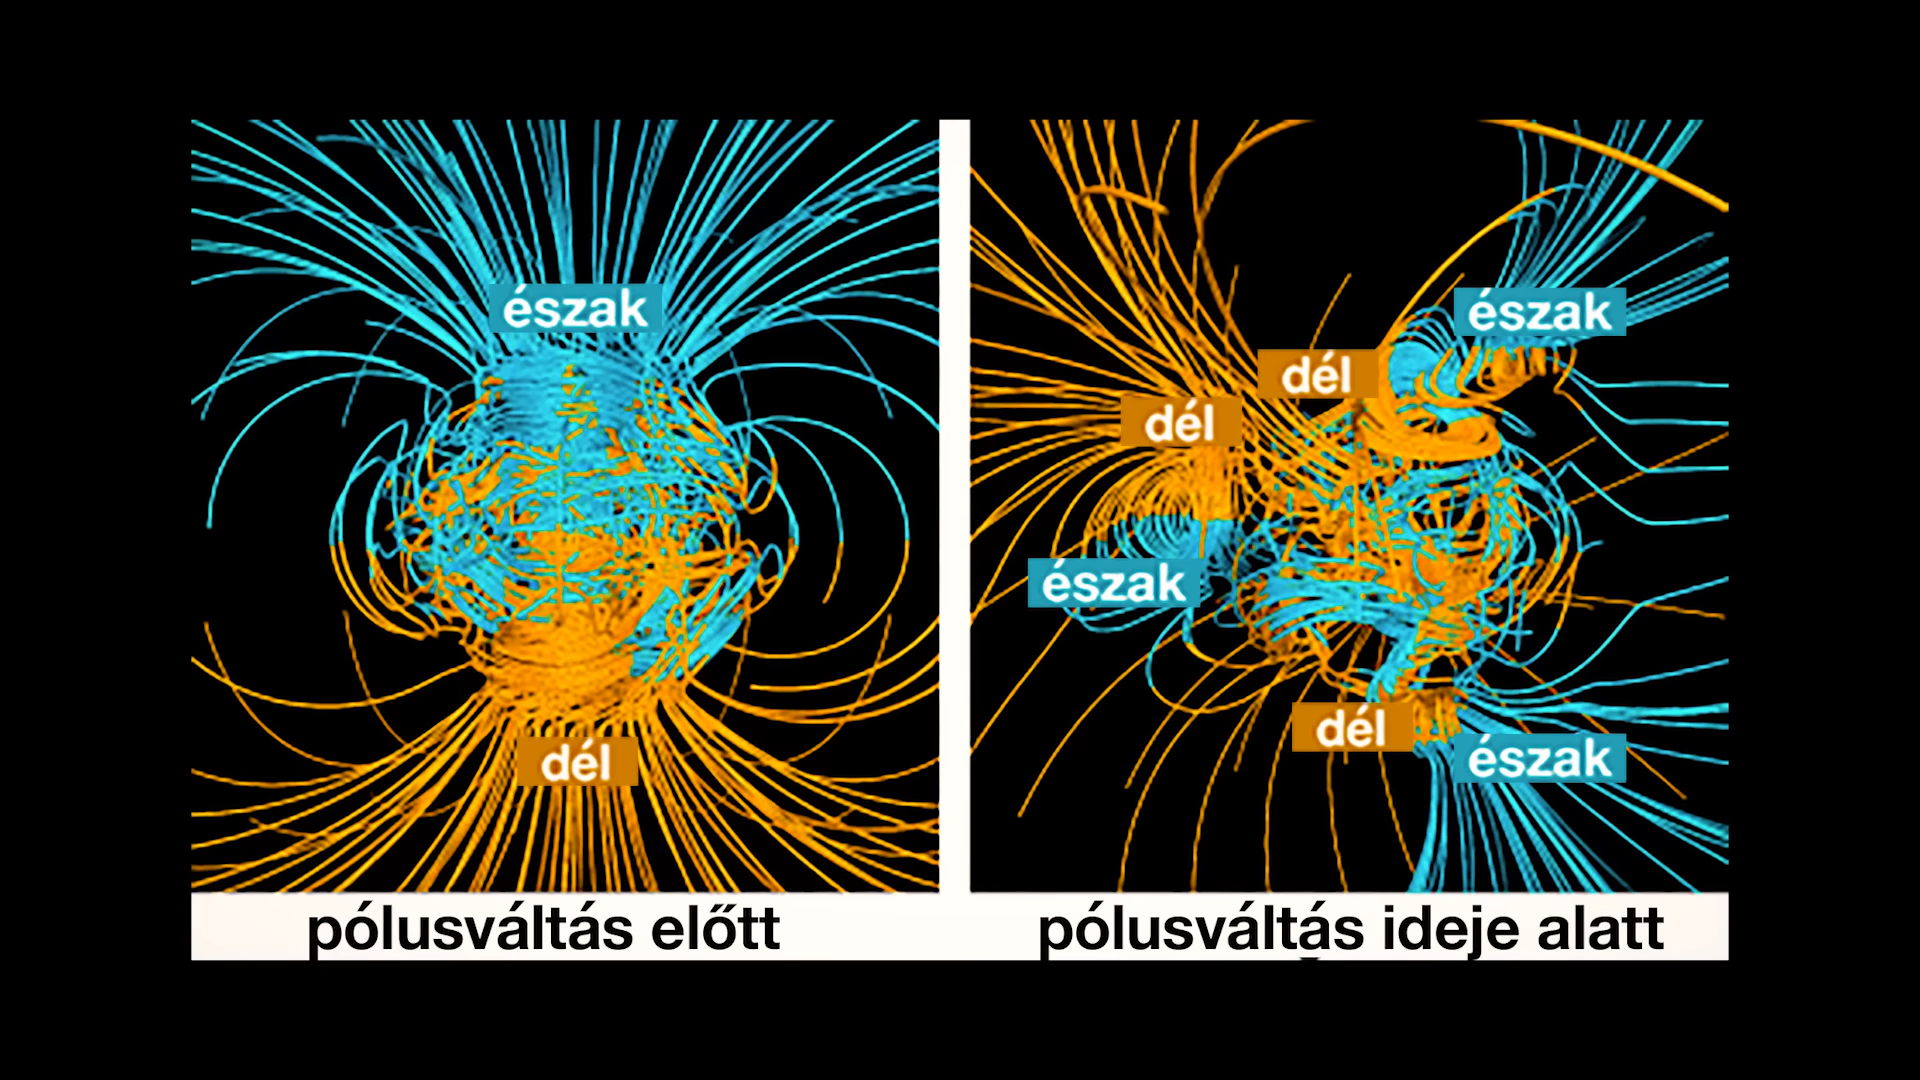 észak
dél
pólusváltás előtt
észak
dél
dél
észak
dél
észak
pólusváltás ideje alatt